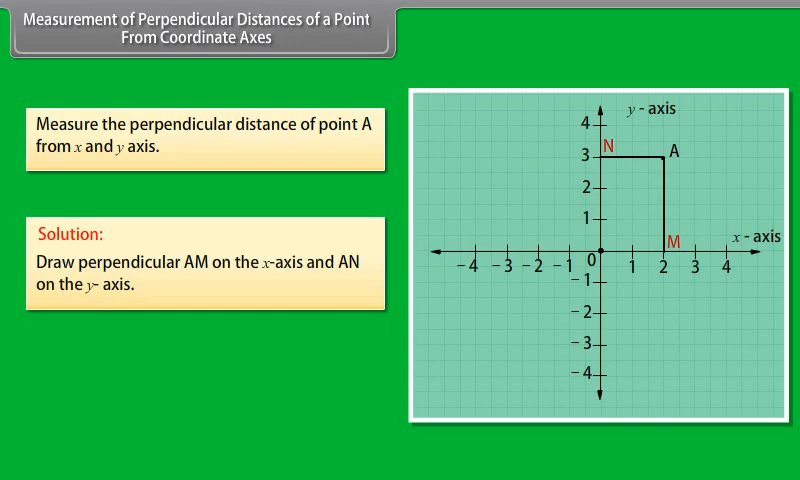 Measurement of Perpendicular Distances of a Point
From Coordinate Axes
Measure the perpendicular distance of point A
from x and y axis.
Solution:
Draw perpendicular AM on the x-axis and AN
on the y- axis.
y - axis
4
N
A
3
2
1
M
x - axis
0
– 4 – 3 – 2 – 1 1 2 3 4
– 1
– 2
– 3
– 4